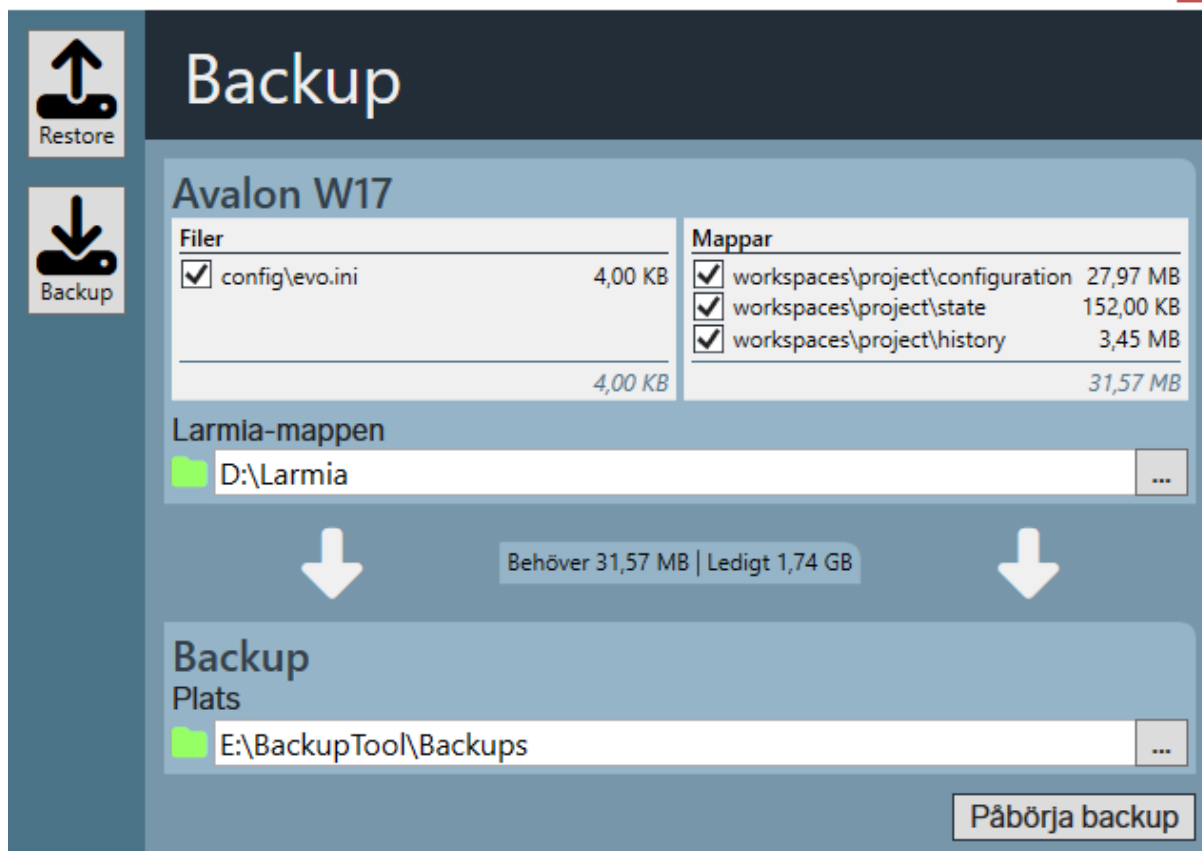 Restore
Backup
Backup
Avalon W17
Filer
config\evo.ini 4,00 KB
4,00 KB
Mappar
workspaces\project\configuration 27,97 MB
workspaces\project\state 152,00 KB
workspaces\project\history 3,45 MB
31,57 MB
Larmia-mappen
D:\Larmia
...
Behöver 31,57 MB | Ledigt 1,74 GB
Backup
Plats
E:\BackupTool\Backups
...
Påbörja backup